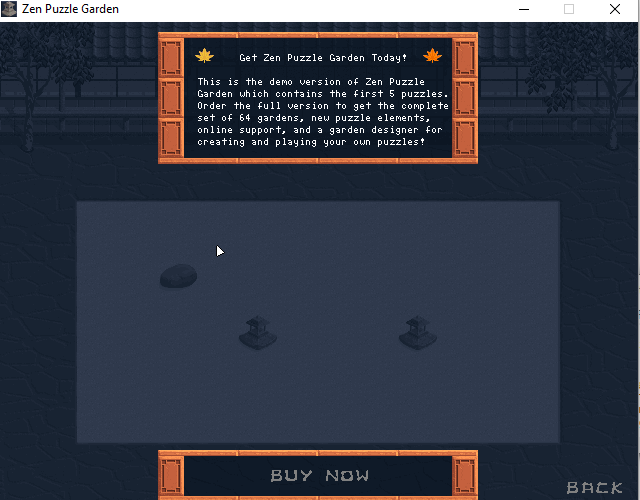 Zen Puzzle Garden
Get Zen Puzzle Garden Today!
This is the demo version of Zen Puzzle
Garden which contains the first 5 puzzles.
Order the full version to get the complete
set of 64 gardens, new puzzle elements,
online support, and a garden designer for
creating and playing your own puzzles!
BUY NOW
BACK